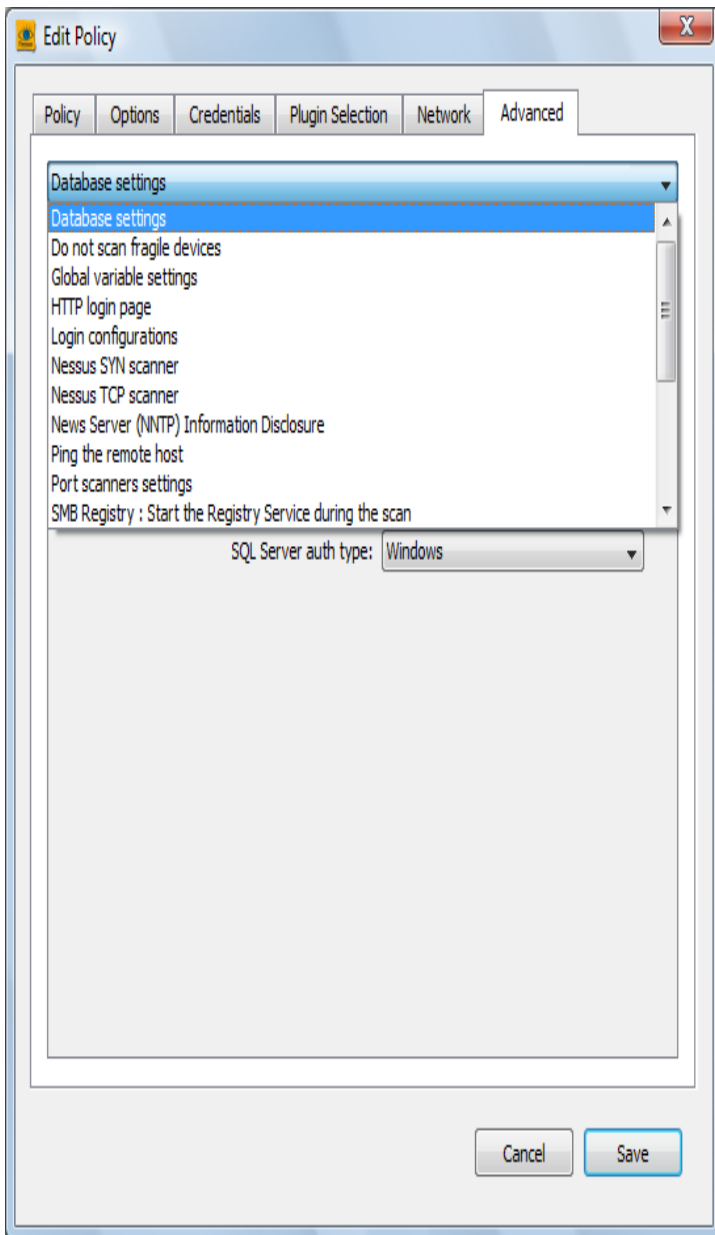 Edit Policy
X
Policy Options Credentials Plugin Selection Network Advanced
Database settings
Database settings
Do not scan fragile devices
Global variable settings
HTTP login page
Login configurations
Nessus SYN scanner
Nessus TCP scanner
News Server (NNTP) Information Disclosure
Ping the remote host
Port scanners settings
SMB Registry : Start the Registry Service during the scan
SQL Server auth type: Windows
Cancel Save